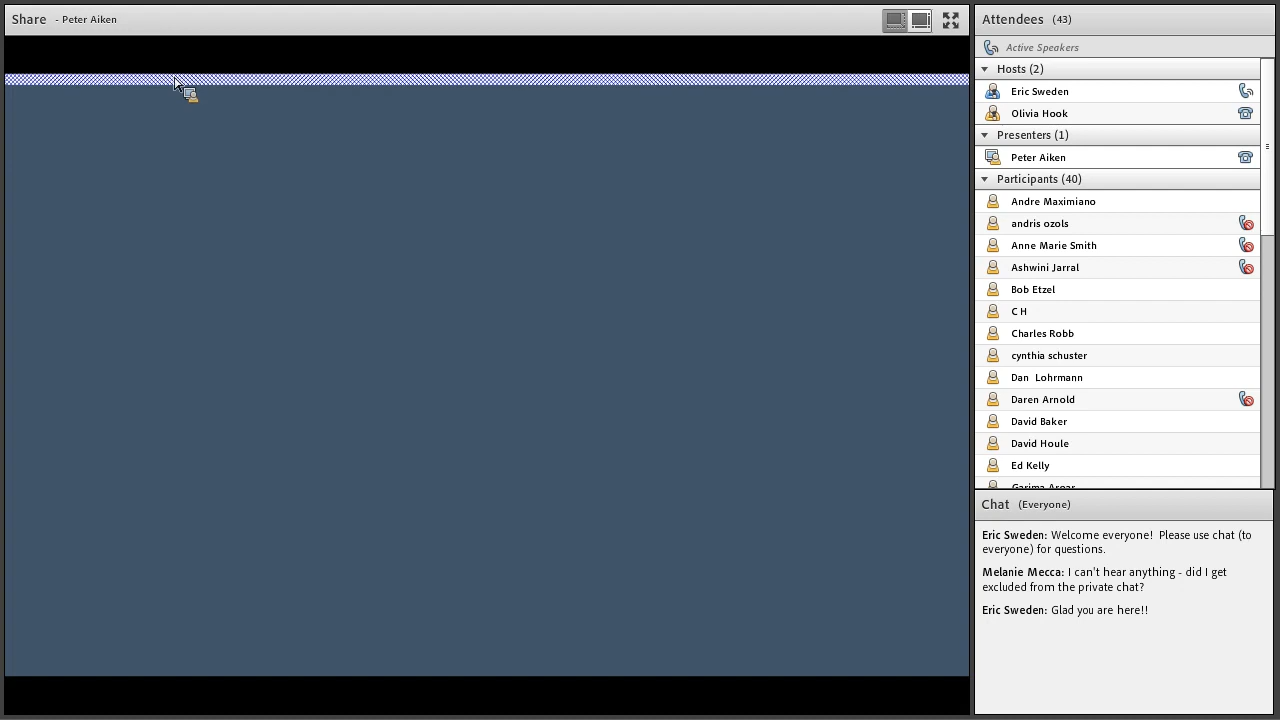 Share - Peter Aiken
Attendees (43)
Active Speakers
Hosts (2)
Eric Sweden
Olivia Hook
Presenters (1)
Peter Aiken
Participants (40)
Andre Maximiano
andris ozols
Anne Marie Smith
Ashwini Jarral
Bob Etzel
C H
Charles Robb
cynthia schuster
Dan Lohrmann
Daren Arnold
David Baker
David Houle
Ed Kelly
Chat (Everyone)
Eric Sweden: Welcome everyone! Please use chat (to
everyone) for questions.
Melanie Mecca: I can't hear anything - did I get
excluded from the private chat?
Eric Sweden: Glad you are here!!